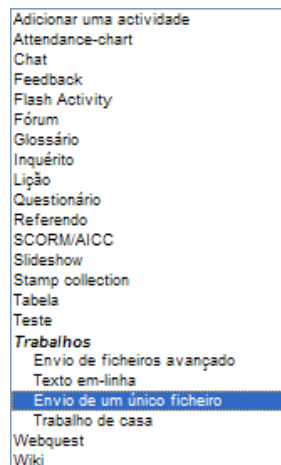 Adicionar uma actividade
Attendance-chart
Chat
Feedback
Flash Activity
Fórum
Glossário
Inquérito
Lição
Questionário
Referendo
SCORM/AICC
Slideshow
Stamp collection
Tabela
Teste
Trabalhos
Envio de ficheiros avançado
Texto em-linha
Envio de um único ficheiro
Trabalho de casa
Webquest
Wiki